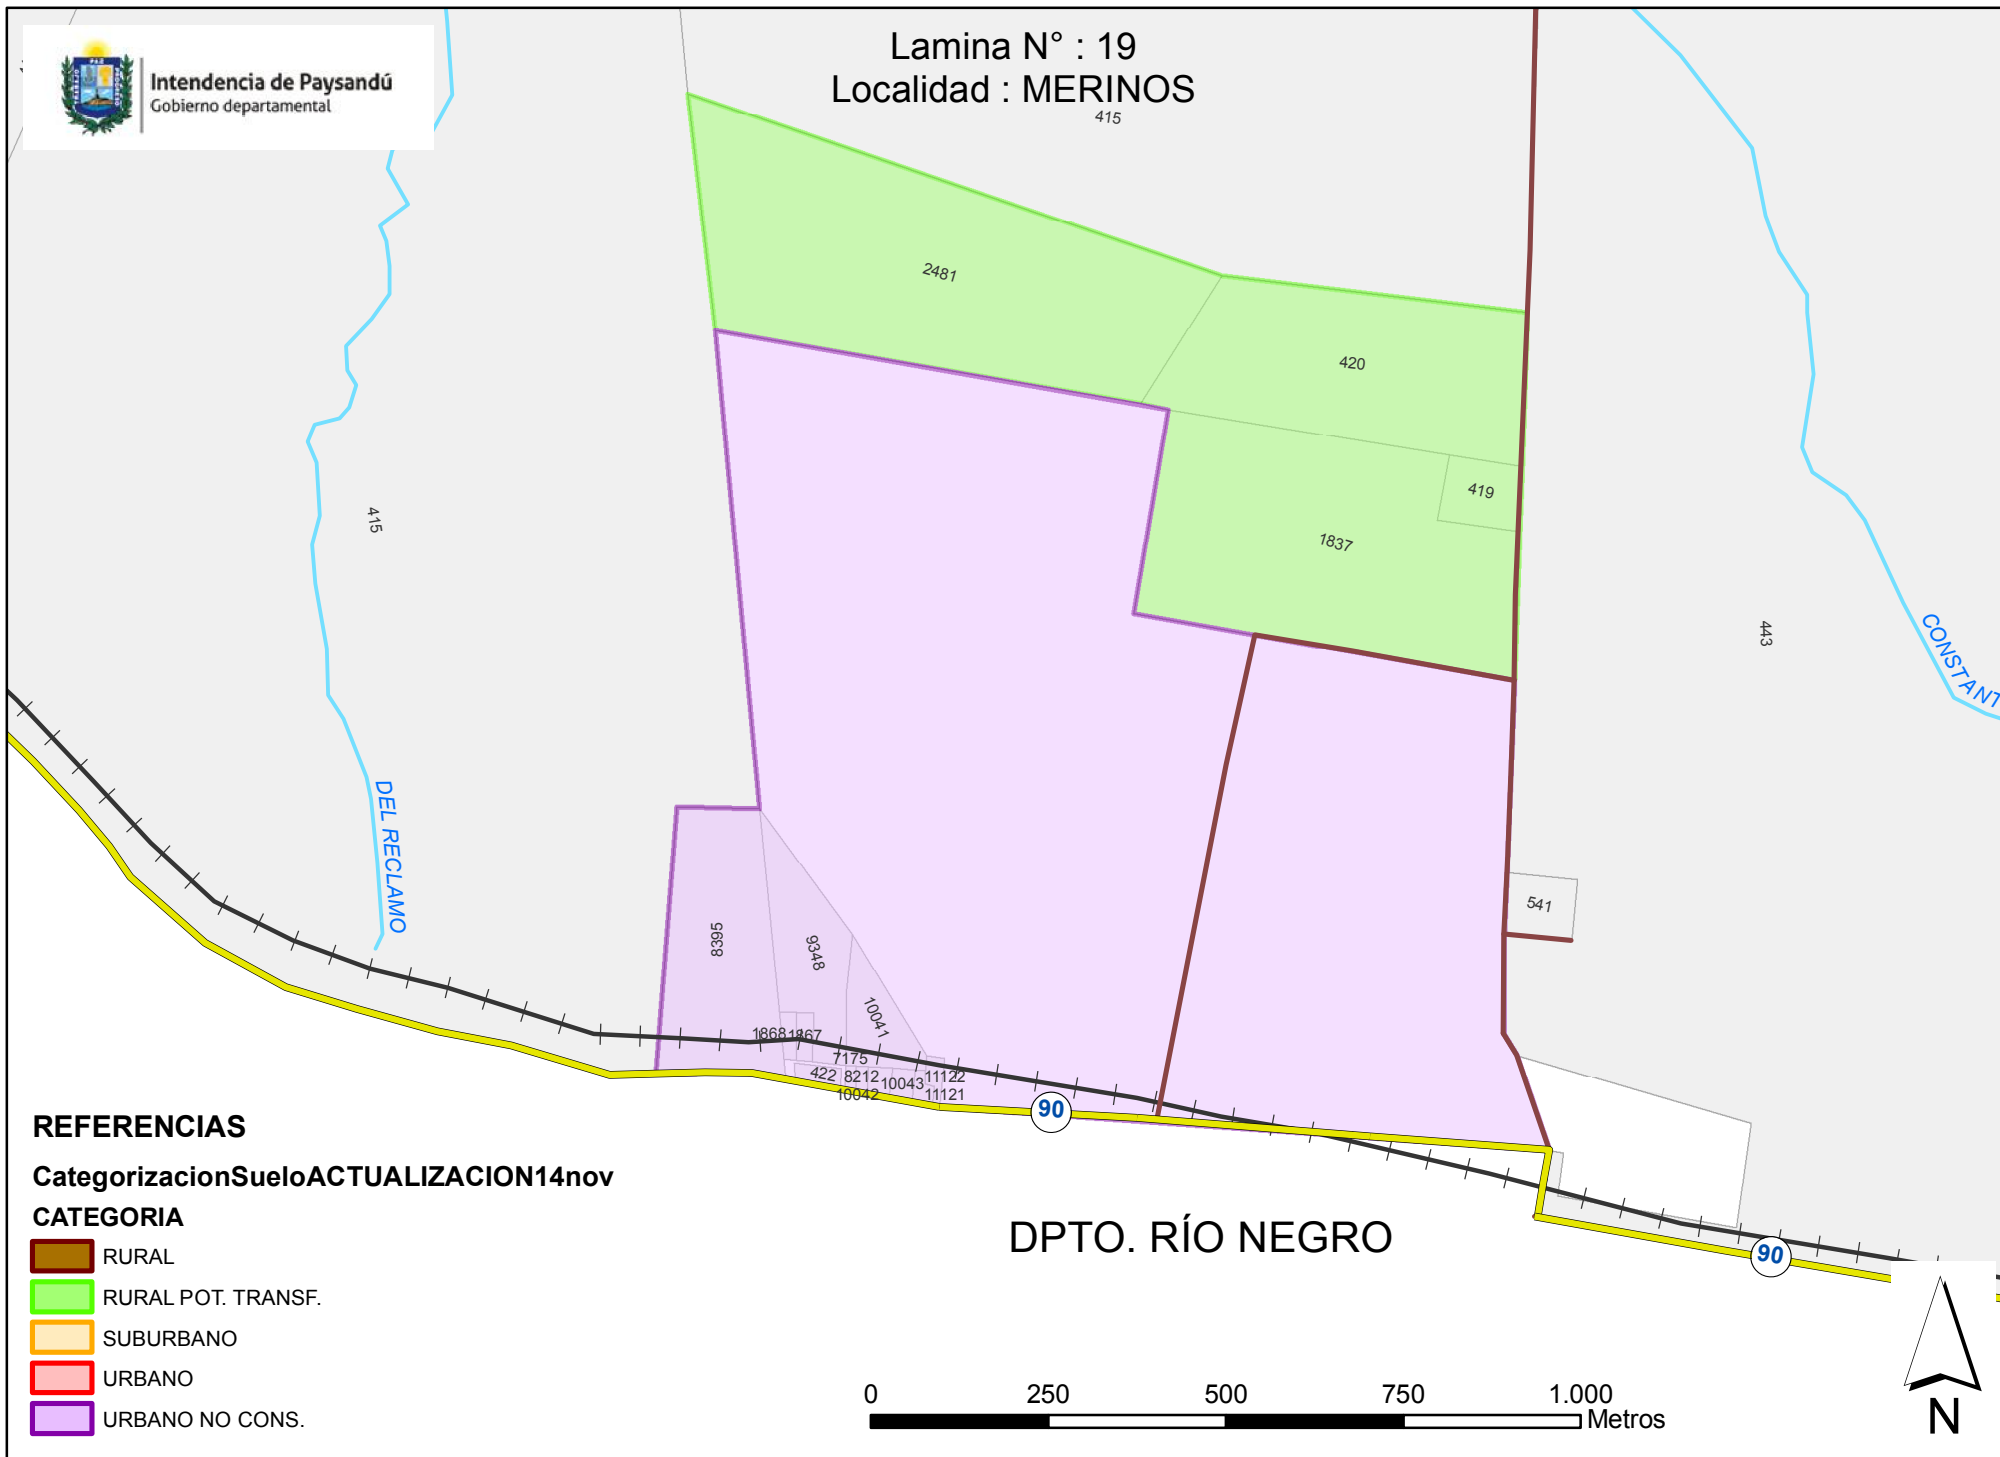 Intendencia de Paysandú
Gobierno departamental
Lamina N° : 19
Localidad : MERINOS
415
2481
420
419
1837
415
443
CONSTANT
DEL RECLAMO
541
8395
9348
10041
1868
1867
7175
422
8212
10043
11122
10042
11121
90
DPTO. RÍO NEGRO
90
REFERENCIAS
CategorizacionSueloACTUALIZACION14nov
CATEGORIA
RURAL
RURAL POT. TRANSF.
SUBURBANO
URBANO
URBANO NO CONS.
0 250 500 750 1.000
Metros
N